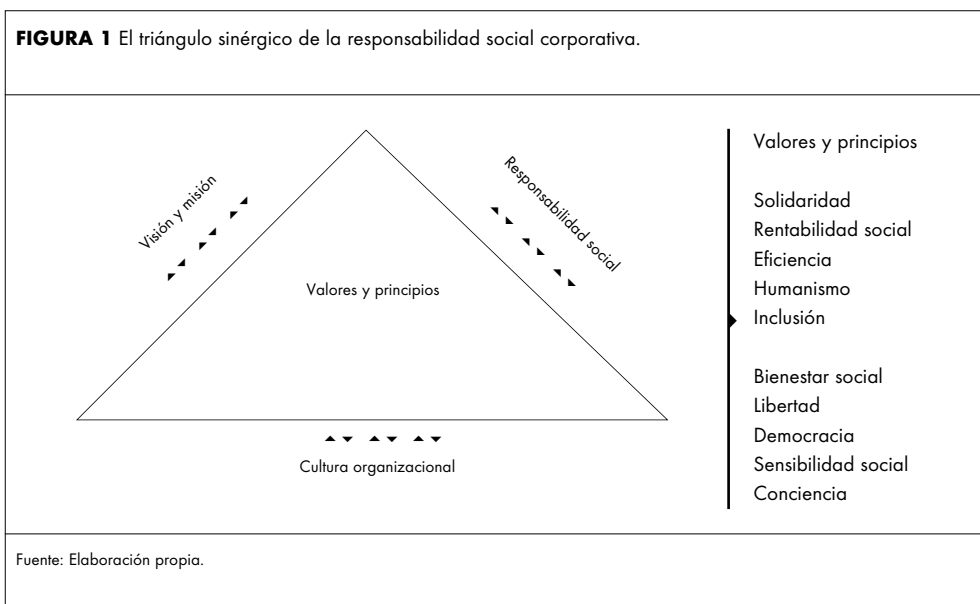 FIGURA 1 El triángulo sinérgico de la responsabilidad social corporativa.
Visión y misión
Responsabilidad social
Valores y principios
Cultura organizacional
Valores y principios
Solidaridad
Rentabilidad social
Eficiencia
Humanismo
Inclusión
Bienestar social
Libertad
Democracia
Sensibilidad social
Conciencia
Fuente: Elaboración propia.